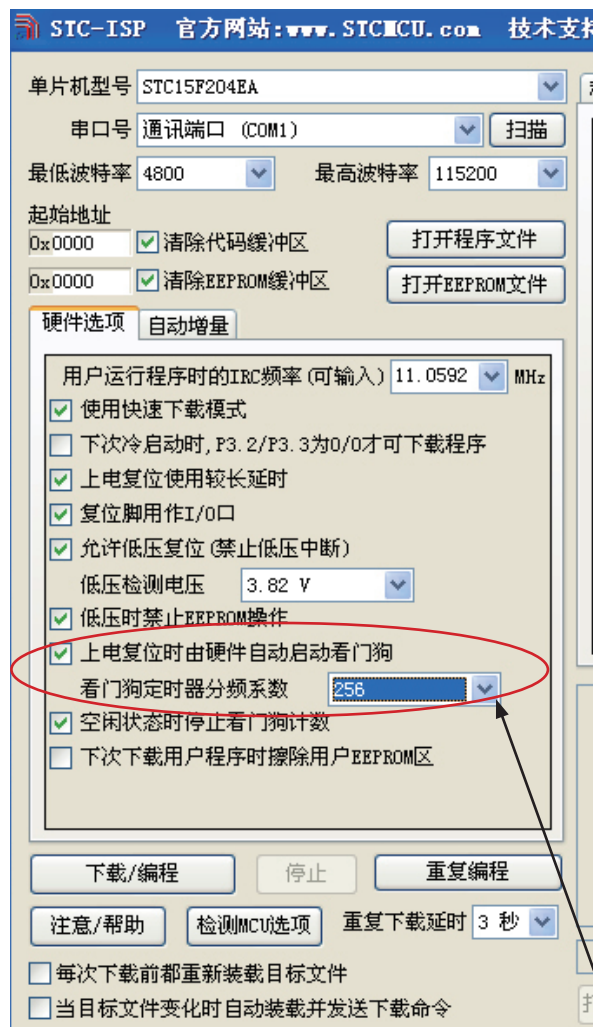 STC-ISP 官方网站:www.STCMCU.com 技术支持
单片机型号 STC15F204EA
串口号 通讯端口 (COM1) 扫描
最低波特率 4800 最高波特率 115200
起始地址
0x0000 清除代码缓冲区 打开程序文件
0x0000 清除EEPROM缓冲区 打开EEPROM文件
硬件选项 自动增量
用户运行程序时的IRC频率(可输入) 11.0592 MHz
使用快速下载模式
下次冷启动时,P3.2/P3.3为0/0才可下载程序
上电复位使用较长延时
复位脚用作I/O口
允许低压复位(禁止低压中断)
低压检测电压 3.82 V
低压时禁止EEPROM操作
上电复位时由硬件自动启动看门狗
看门狗定时器分频系数 256
空闲状态时停止看门狗计数
下次下载用户程序时擦除用户EEPROM区
下载/编程 停止 重复编程
注意/帮助 检测MCU选项 重复下载延时 3 秒
每次下载前都重新装载目标文件
当目标文件变化时自动装载并发送下载命令